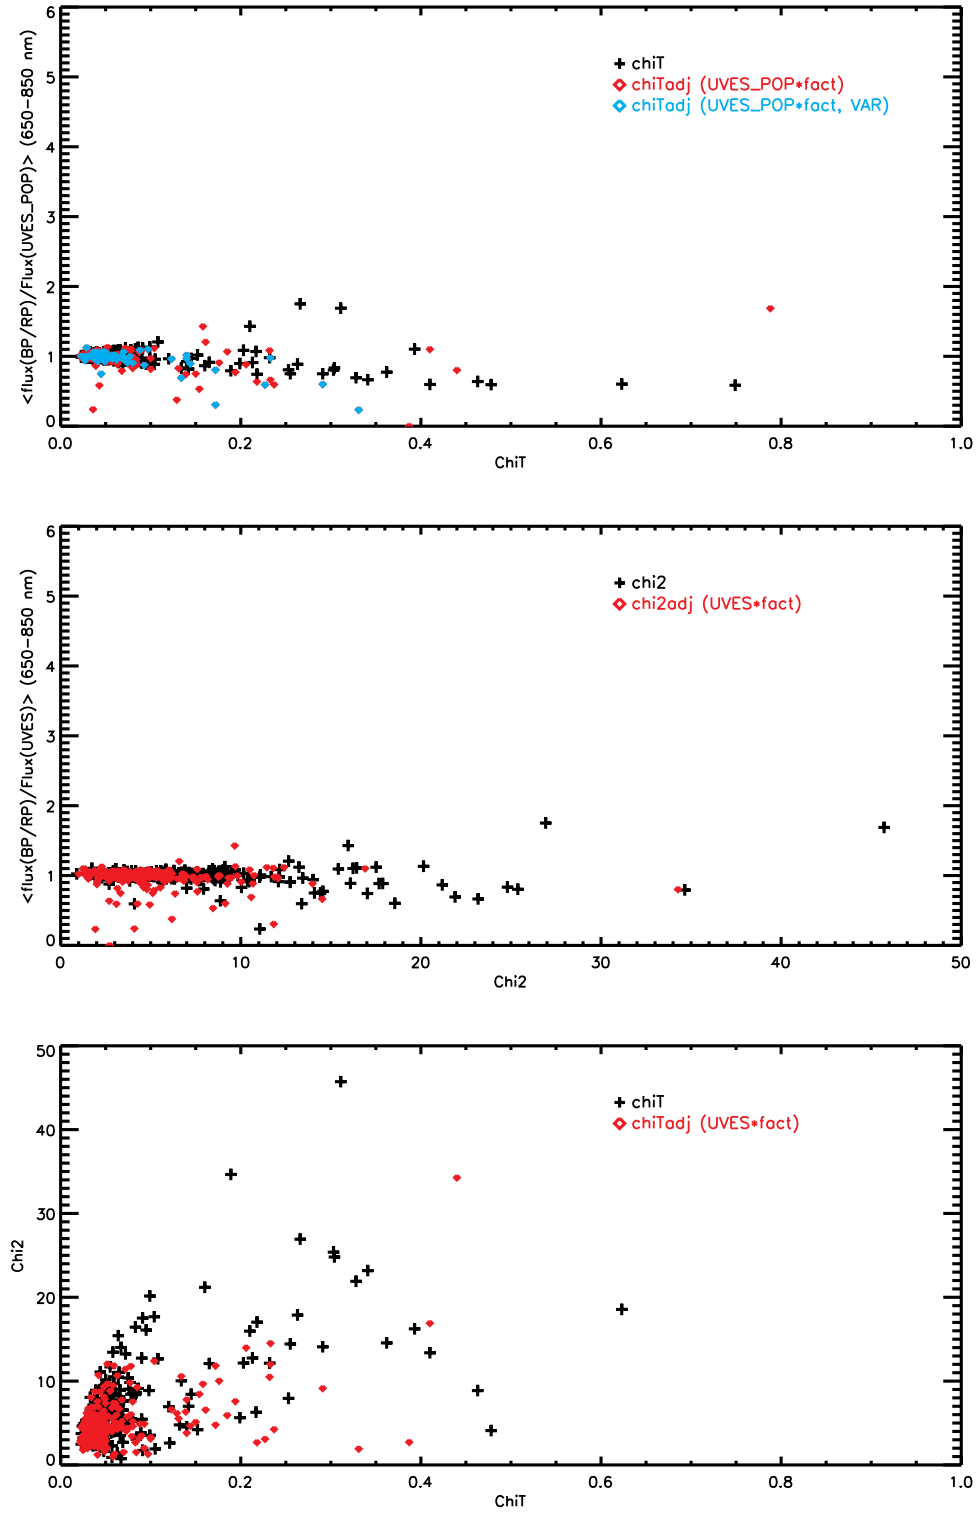 <flux(BP/RP)/Flux(UVES_POP)> (650-850 nm)
6
5
4
3
2
1
0
chiT
chiTadj (UVES_POP*fact)
chiTadj (UVES_POP*fact, VAR)
0.0 0.2 0.4 0.6 0.8 1.0
ChiT
<flux(BP/RP)/Flux(UVES)> (650-850 nm)
6
5
4
3
2
1
0
chi2
chi2adj (UVES*fact)
0 10 20 30 40 50
Chi2
Chi2
50
40
30
20
10
0
chiT
chiTadj (UVES*fact)
0.0 0.2 0.4 0.6 0.8 1.0
ChiT